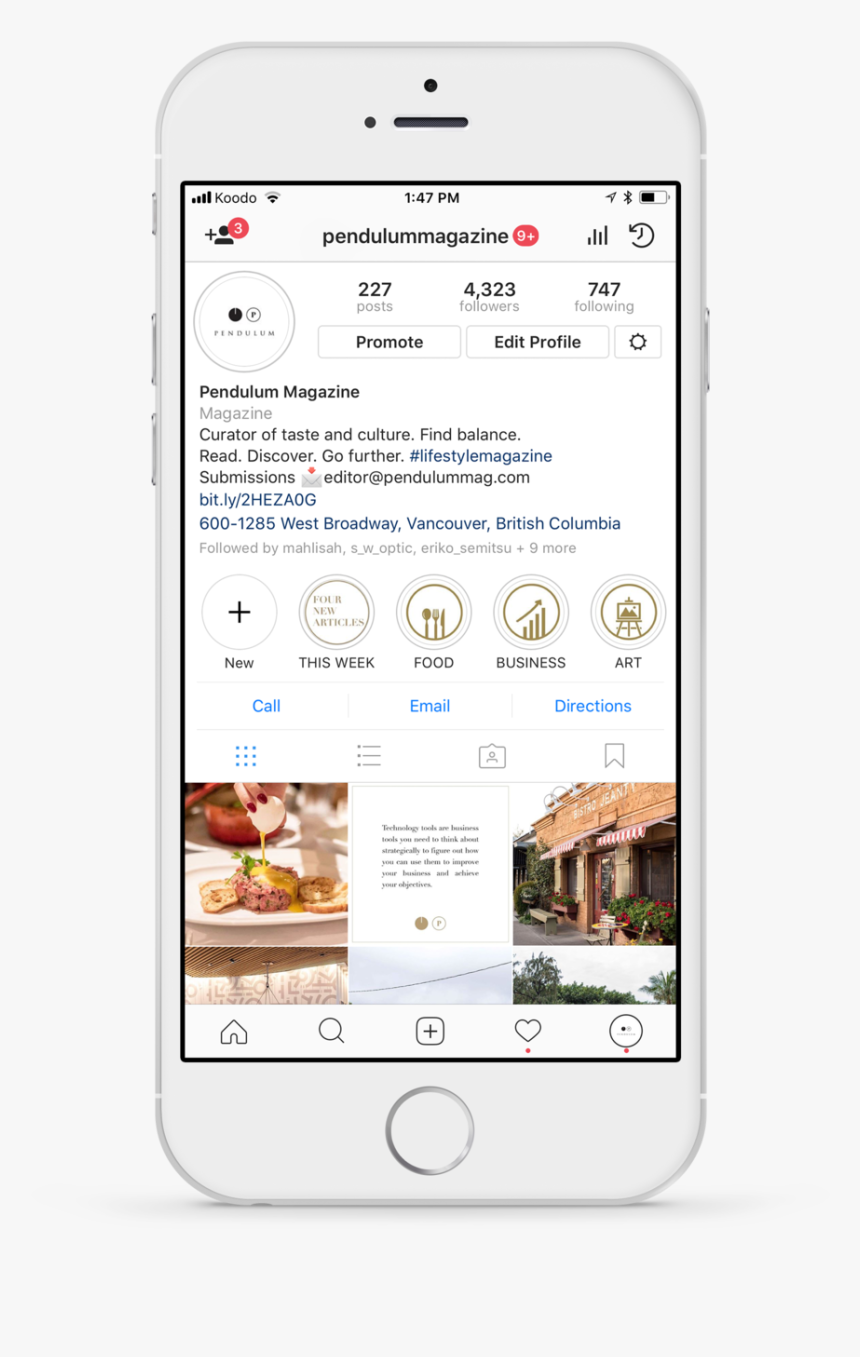 Koodo 1:47 PM
3 pendulummagazine 9+
227 4,323 747
posts followers following
Promote Edit Profile
P
PENDULUM
Pendulum Magazine
Magazine
Curator of taste and culture. Find balance.
Read. Discover. Go further. #lifestylemagazine
Submissions 📩editor@pendulummag.com
bit.ly/2HEZA0G
600-1285 West Broadway, Vancouver, British Columbia
Followed by mahlisah, s_w_optic, eriko_semitsu + 9 more
FOUR
NEW
ARTICLES
New THIS WEEK FOOD BUSINESS ART
Call Email Directions
BISTRO JEANTY
Technology tools are business
tools you need to think about
strategically to figure out how
you can use them to improve
your business and achieve
your objectives.
P